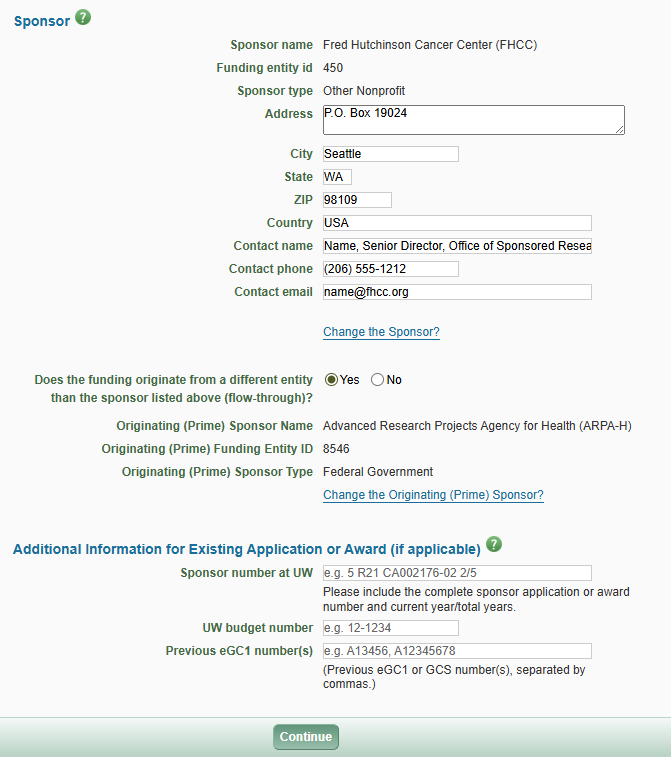 Sponsor ?
Sponsor name Fred Hutchinson Cancer Center (FHCC)
Funding entity id 450
Sponsor type Other Nonprofit
Address P.O. Box 19024
City Seattle
State WA
ZIP 98109
Country USA
Contact name Name, Senior Director, Office of Sponsored Resea
Contact phone (206) 555-1212
Contact email name@fhcc.org
Change the Sponsor?
Does the funding originate from a different entity Yes No
than the sponsor listed above (flow-through)?
Originating (Prime) Sponsor Name Advanced Research Projects Agency for Health (ARPA-H)
Originating (Prime) Funding Entity ID 8546
Originating (Prime) Sponsor Type Federal Government
Change the Originating (Prime) Sponsor?
Additional Information for Existing Application or Award (if applicable) ?
Sponsor number at UW e.g. 5 R21 CA002176-02 2/5
Please include the complete sponsor application or award
number and current year/total years.
UW budget number e.g. 12-1234
Previous eGC1 number(s) e.g. A13456, A12345678
(Previous eGC1 or GCS number(s), separated by
commas.)
Continue